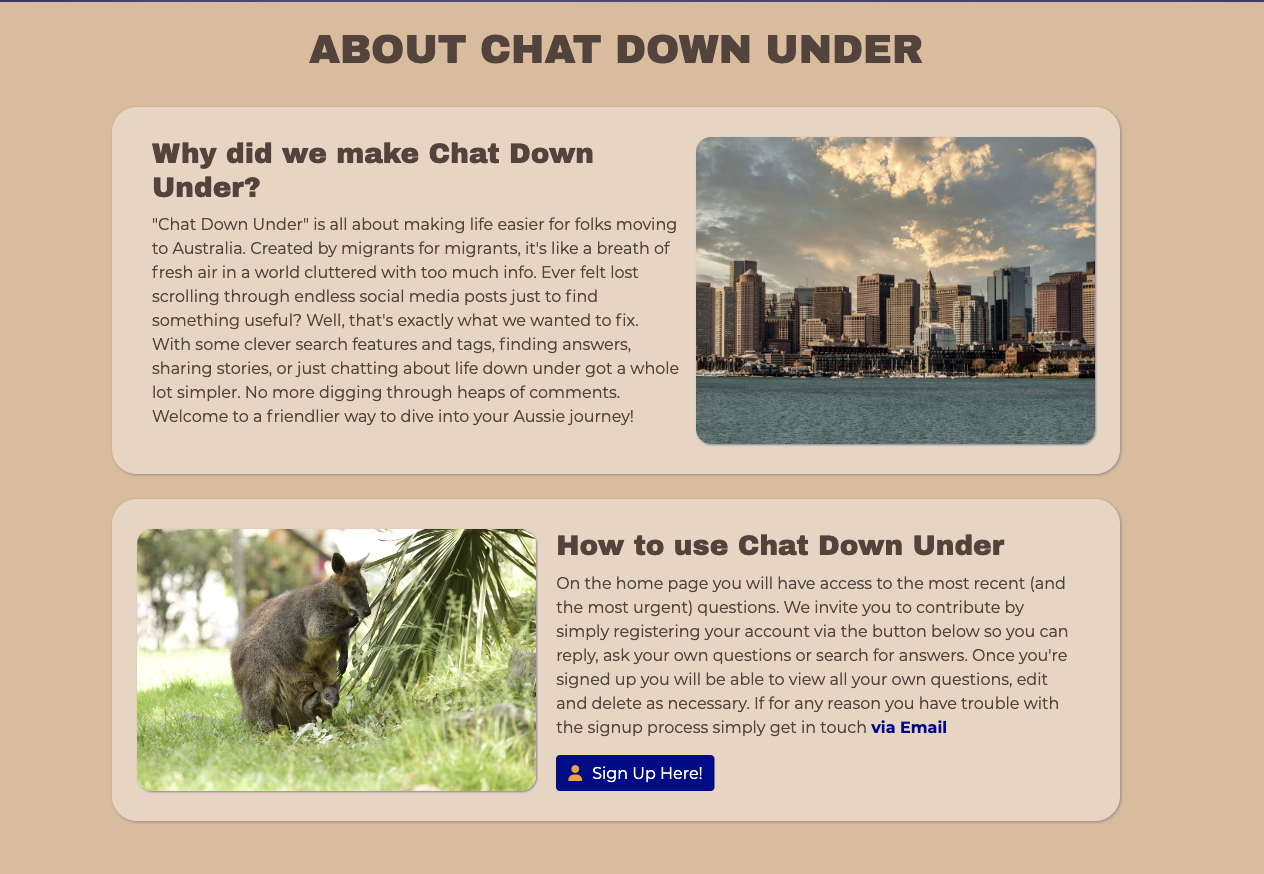 ABOUT CHAT DOWN UNDER
Why did we make Chat Down
Under?
"Chat Down Under" is all about making life easier for folks moving
to Australia. Created by migrants for migrants, it's like a breath of
fresh air in a world cluttered with too much info. Ever felt lost
scrolling through endless social media posts just to find
something useful? Well, that's exactly what we wanted to fix.
With some clever search features and tags, finding answers,
sharing stories, or just chatting about life down under got a whole
lot simpler. No more digging through heaps of comments.
Welcome to a friendlier way to dive into your Aussie journey!
How to use Chat Down Under
On the home page you will have access to the most recent (and
the most urgent) questions. We invite you to contribute by
simply registering your account via the button below so you can
reply, ask your own questions or search for answers. Once you're
signed up you will be able to view all your own questions, edit
and delete as necessary. If for any reason you have trouble with
the signup process simply get in touch via Email
Sign Up Here!